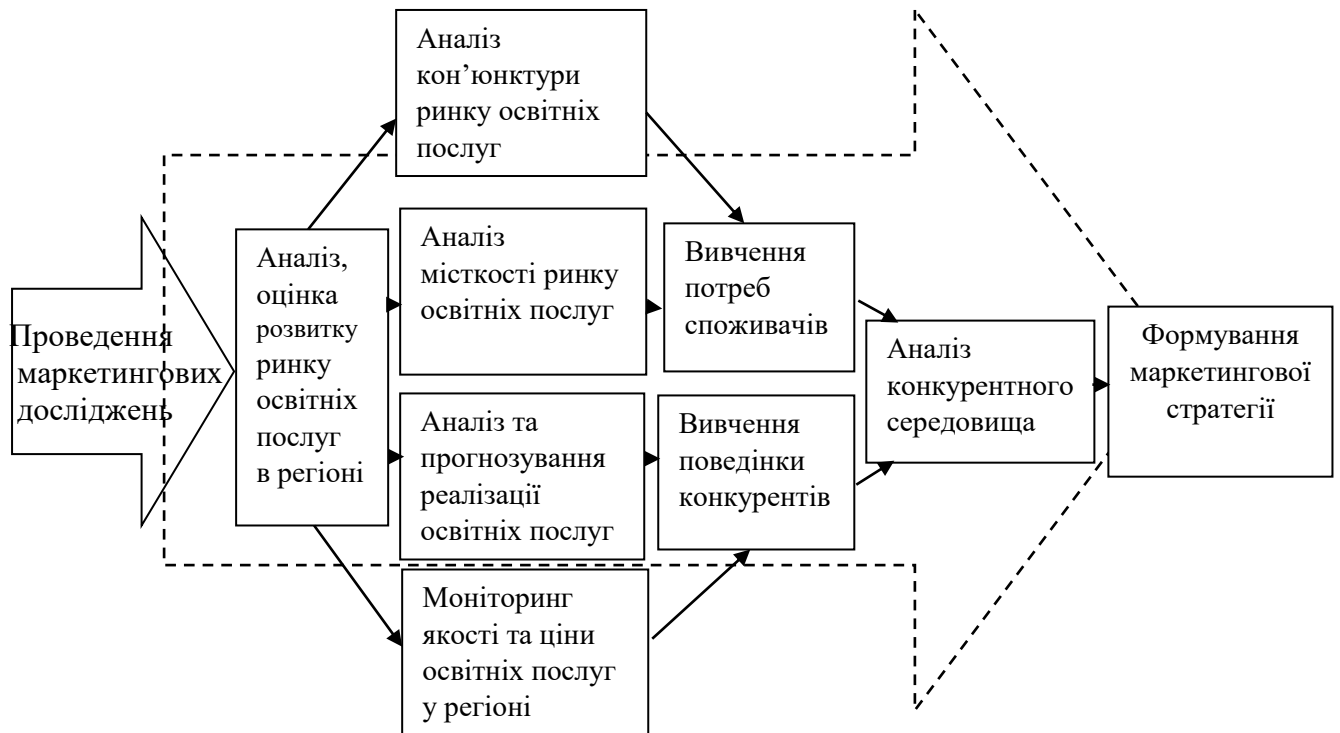 Проведення
маркетингових
досліджень
Аналіз,
оцінка
розвитку
ринку
освітніх
послуг
в регіоні
Аналіз
кон’юнктури
ринку освітніх
послуг
Аналіз
місткості ринку
освітніх послуг
Аналіз та
прогнозування
реалізації
освітніх послуг
Моніторинг
якості та ціни
освітніх послуг
у регіоні
Вивчення
потреб
споживачів
Вивчення
поведінки
конкурентів
Аналіз
конкурентного
середовища
Формування
маркетингової
стратегії